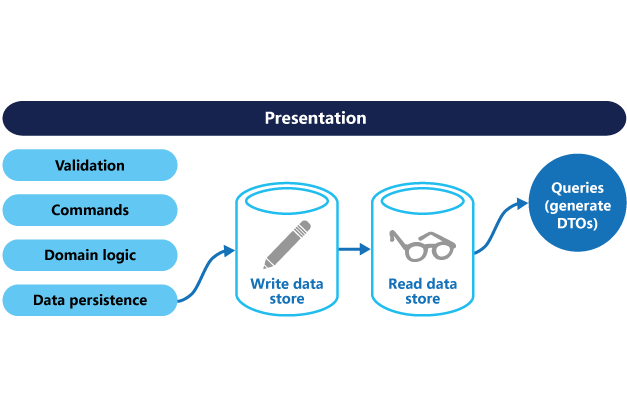 Presentation
Validation
Commands
Domain logic
Data persistence
Write data
store
Read data
store
Queries
(generate
DTOs)